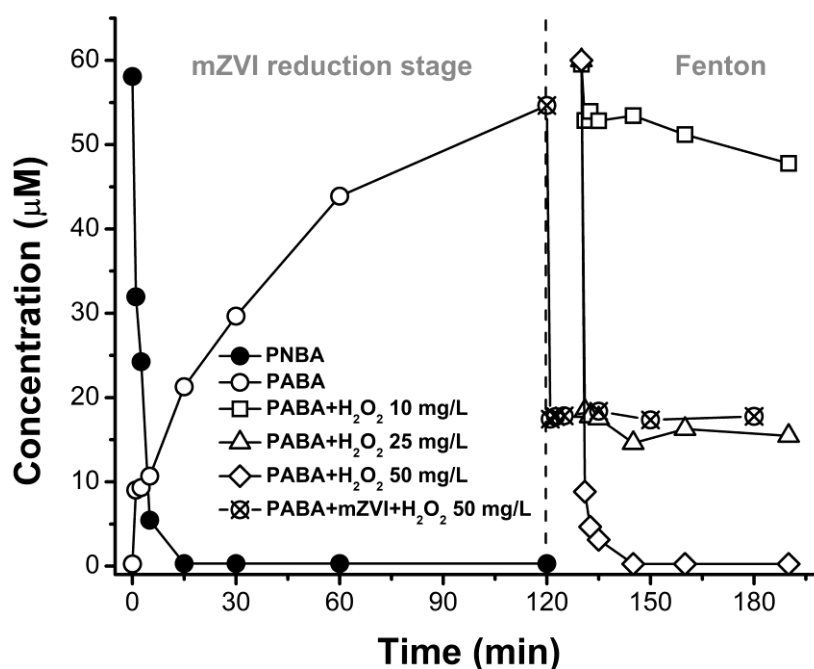 mZVI reduction stage Fenton
Concentration (μM)
60
50
40
30
20
10
0
PNBA
PABA
PABA+H₂O₂ 10 mg/L
PABA+H₂O₂ 25 mg/L
PABA+H₂O₂ 50 mg/L
PABA+mZVI+H₂O₂ 50 mg/L
0 30 60 90 120 150 180
Time (min)